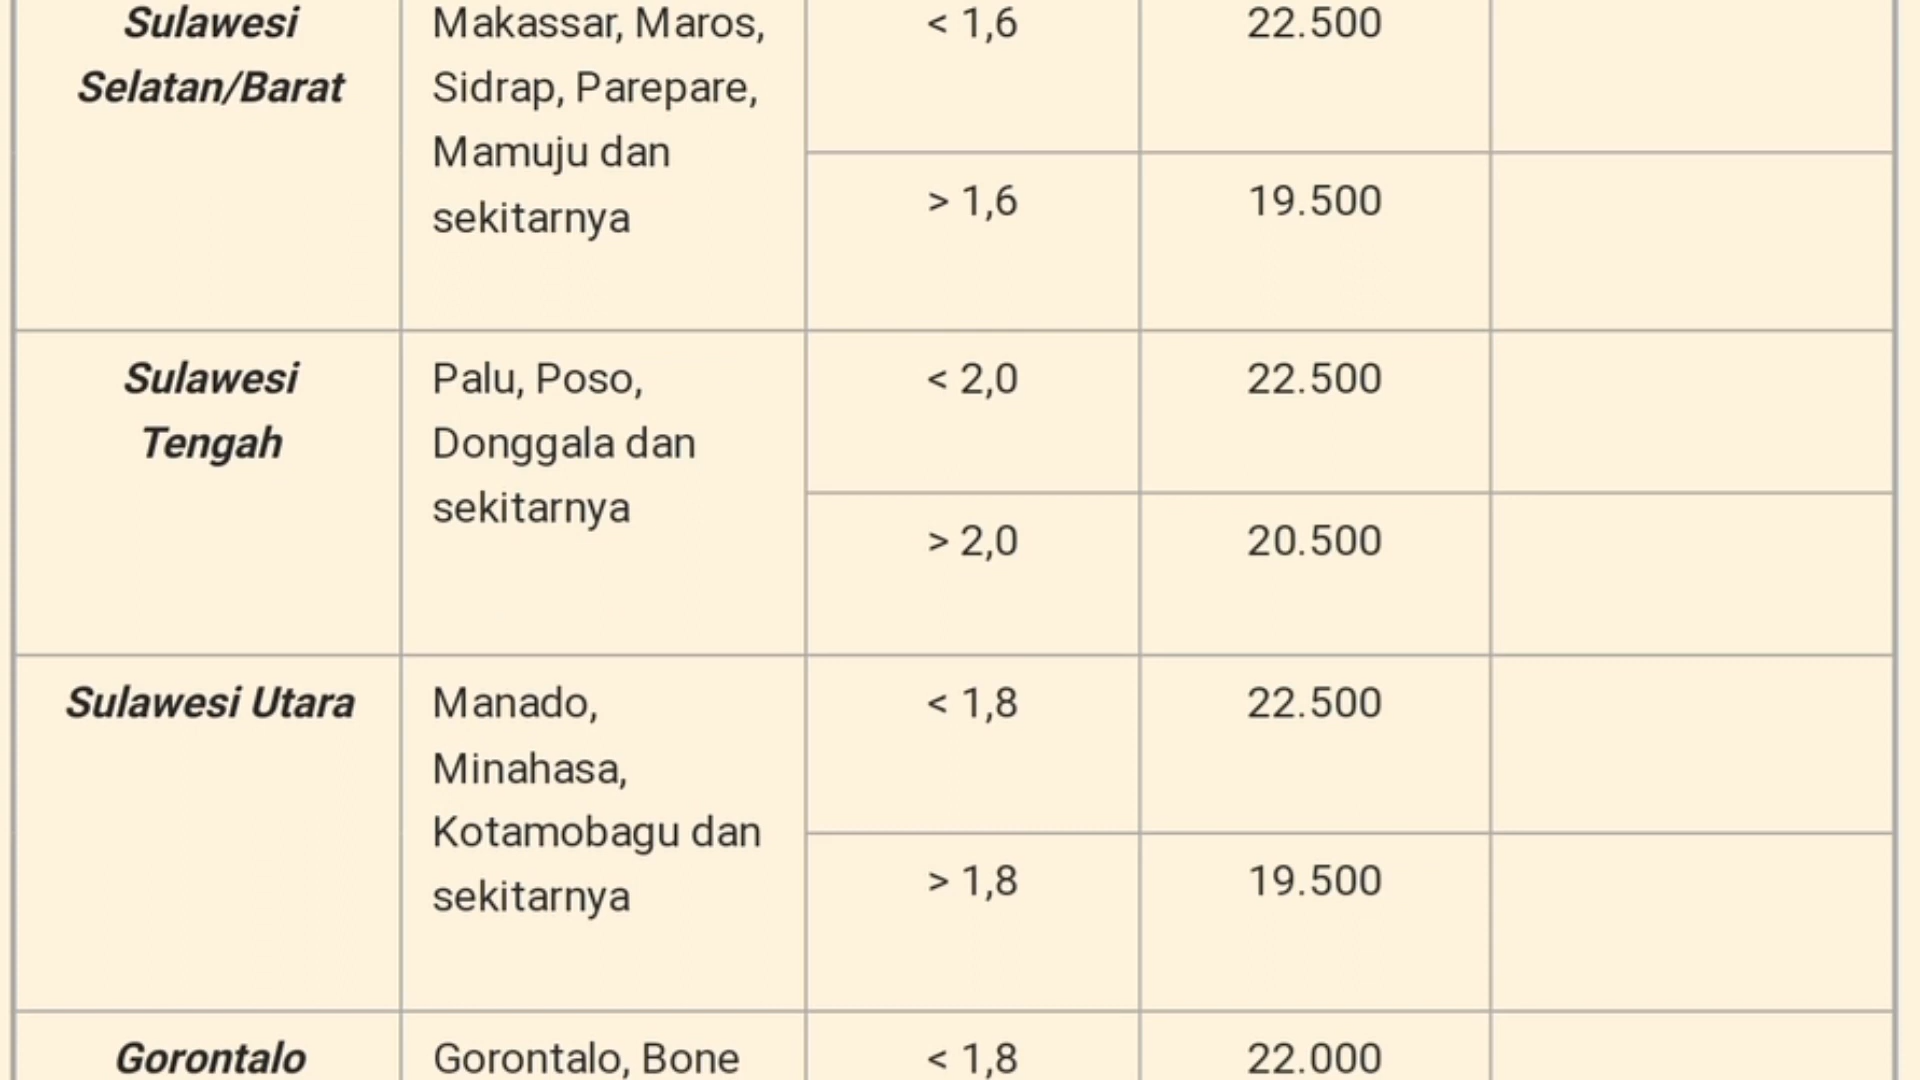 Sulawesi
Selatan/Barat
Makassar, Maros,
Sidrap, Parepare,
Mamuju dan
sekitarnya
< 1,6
22.500
> 1,6
19.500
Sulawesi
Tengah
Palu, Poso,
Donggala dan
sekitarnya
< 2,0
22.500
> 2,0
20.500
Sulawesi Utara
Manado,
Minahasa,
Kotamobagu dan
sekitarnya
< 1,8
22.500
> 1,8
19.500
Gorontalo
Gorontalo, Bone
< 1,8
22.000